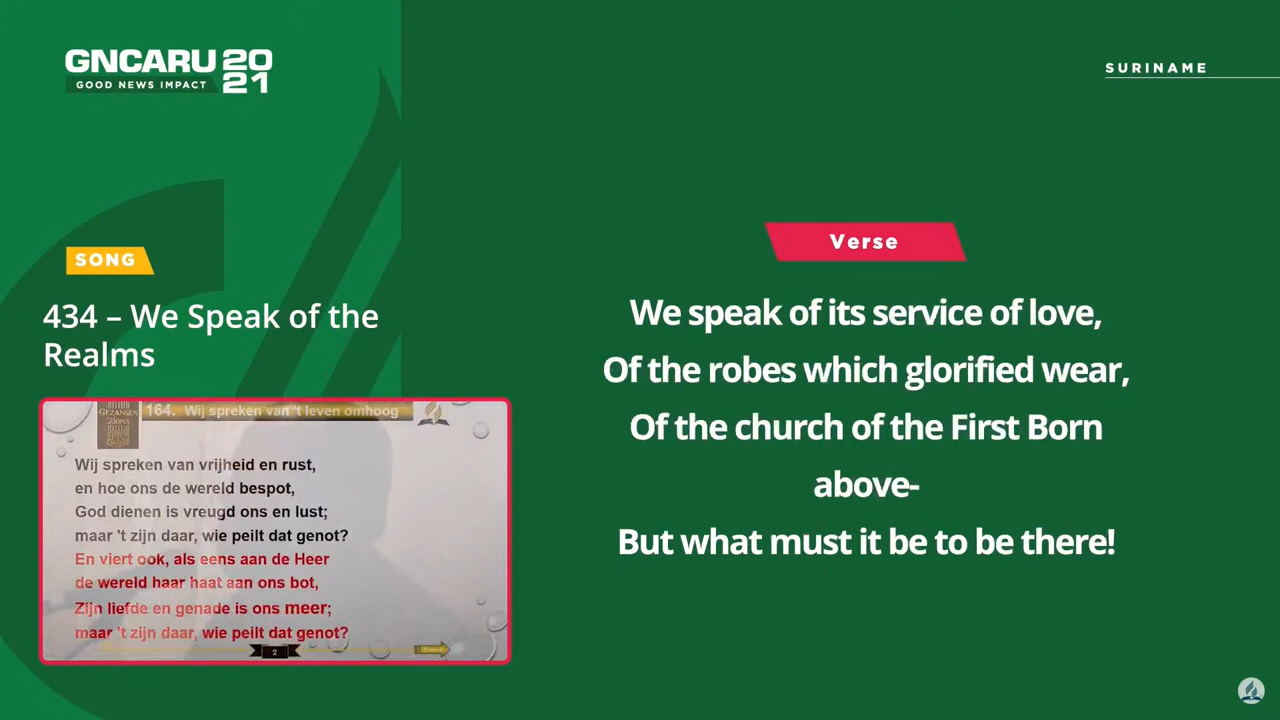 GNCARU 20
21
GOOD NEWS IMPACT
SURINAME
SONG
434 – We Speak of the
Realms
GEZANGEN
ZIONS
164. Wij spreken van 't leven omhoog
Wij spreken van vrijheid en rust,
en hoe ons de wereld bespot,
God dienen is vreugd ons en lust;
maar 't zijn daar, wie peilt dat genot?
En viert ook, als eens aan de Heer
de wereld haar haat aan ons bot,
Zijn liefde en genade is ons meer;
maar 't zijn daar, wie peilt dat genot?
2
Verse
We speak of its service of love,
Of the robes which glorified wear,
Of the church of the First Born
above-
But what must it be to be there!